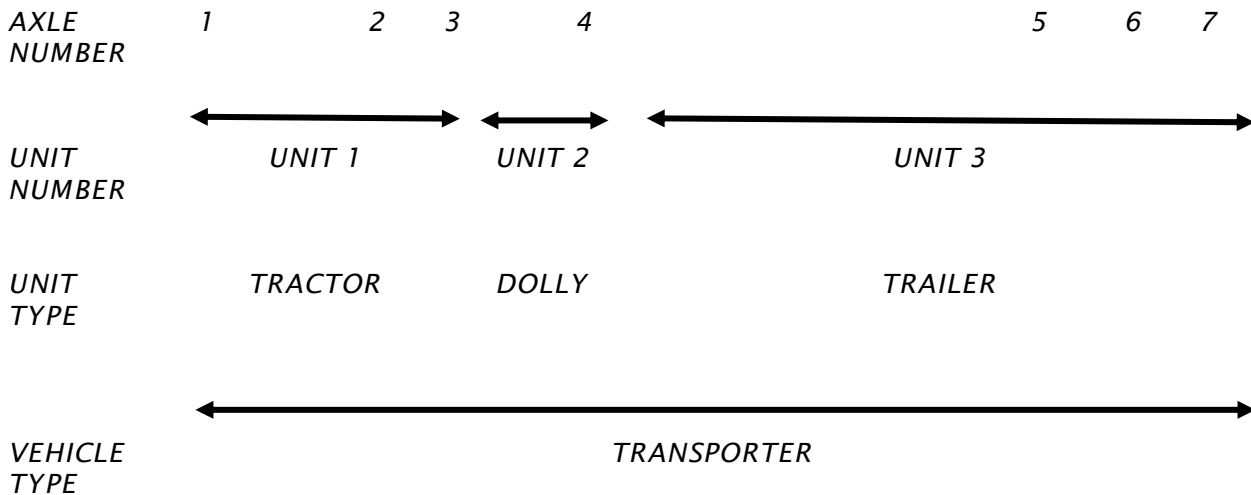 AXLE 1 2 3 4 5 6 7
NUMBER
UNIT UNIT 1 UNIT 2 UNIT 3
NUMBER
UNIT TRACTOR DOLLY TRAILER
TYPE
VEHICLE TRANSPORTER
TYPE